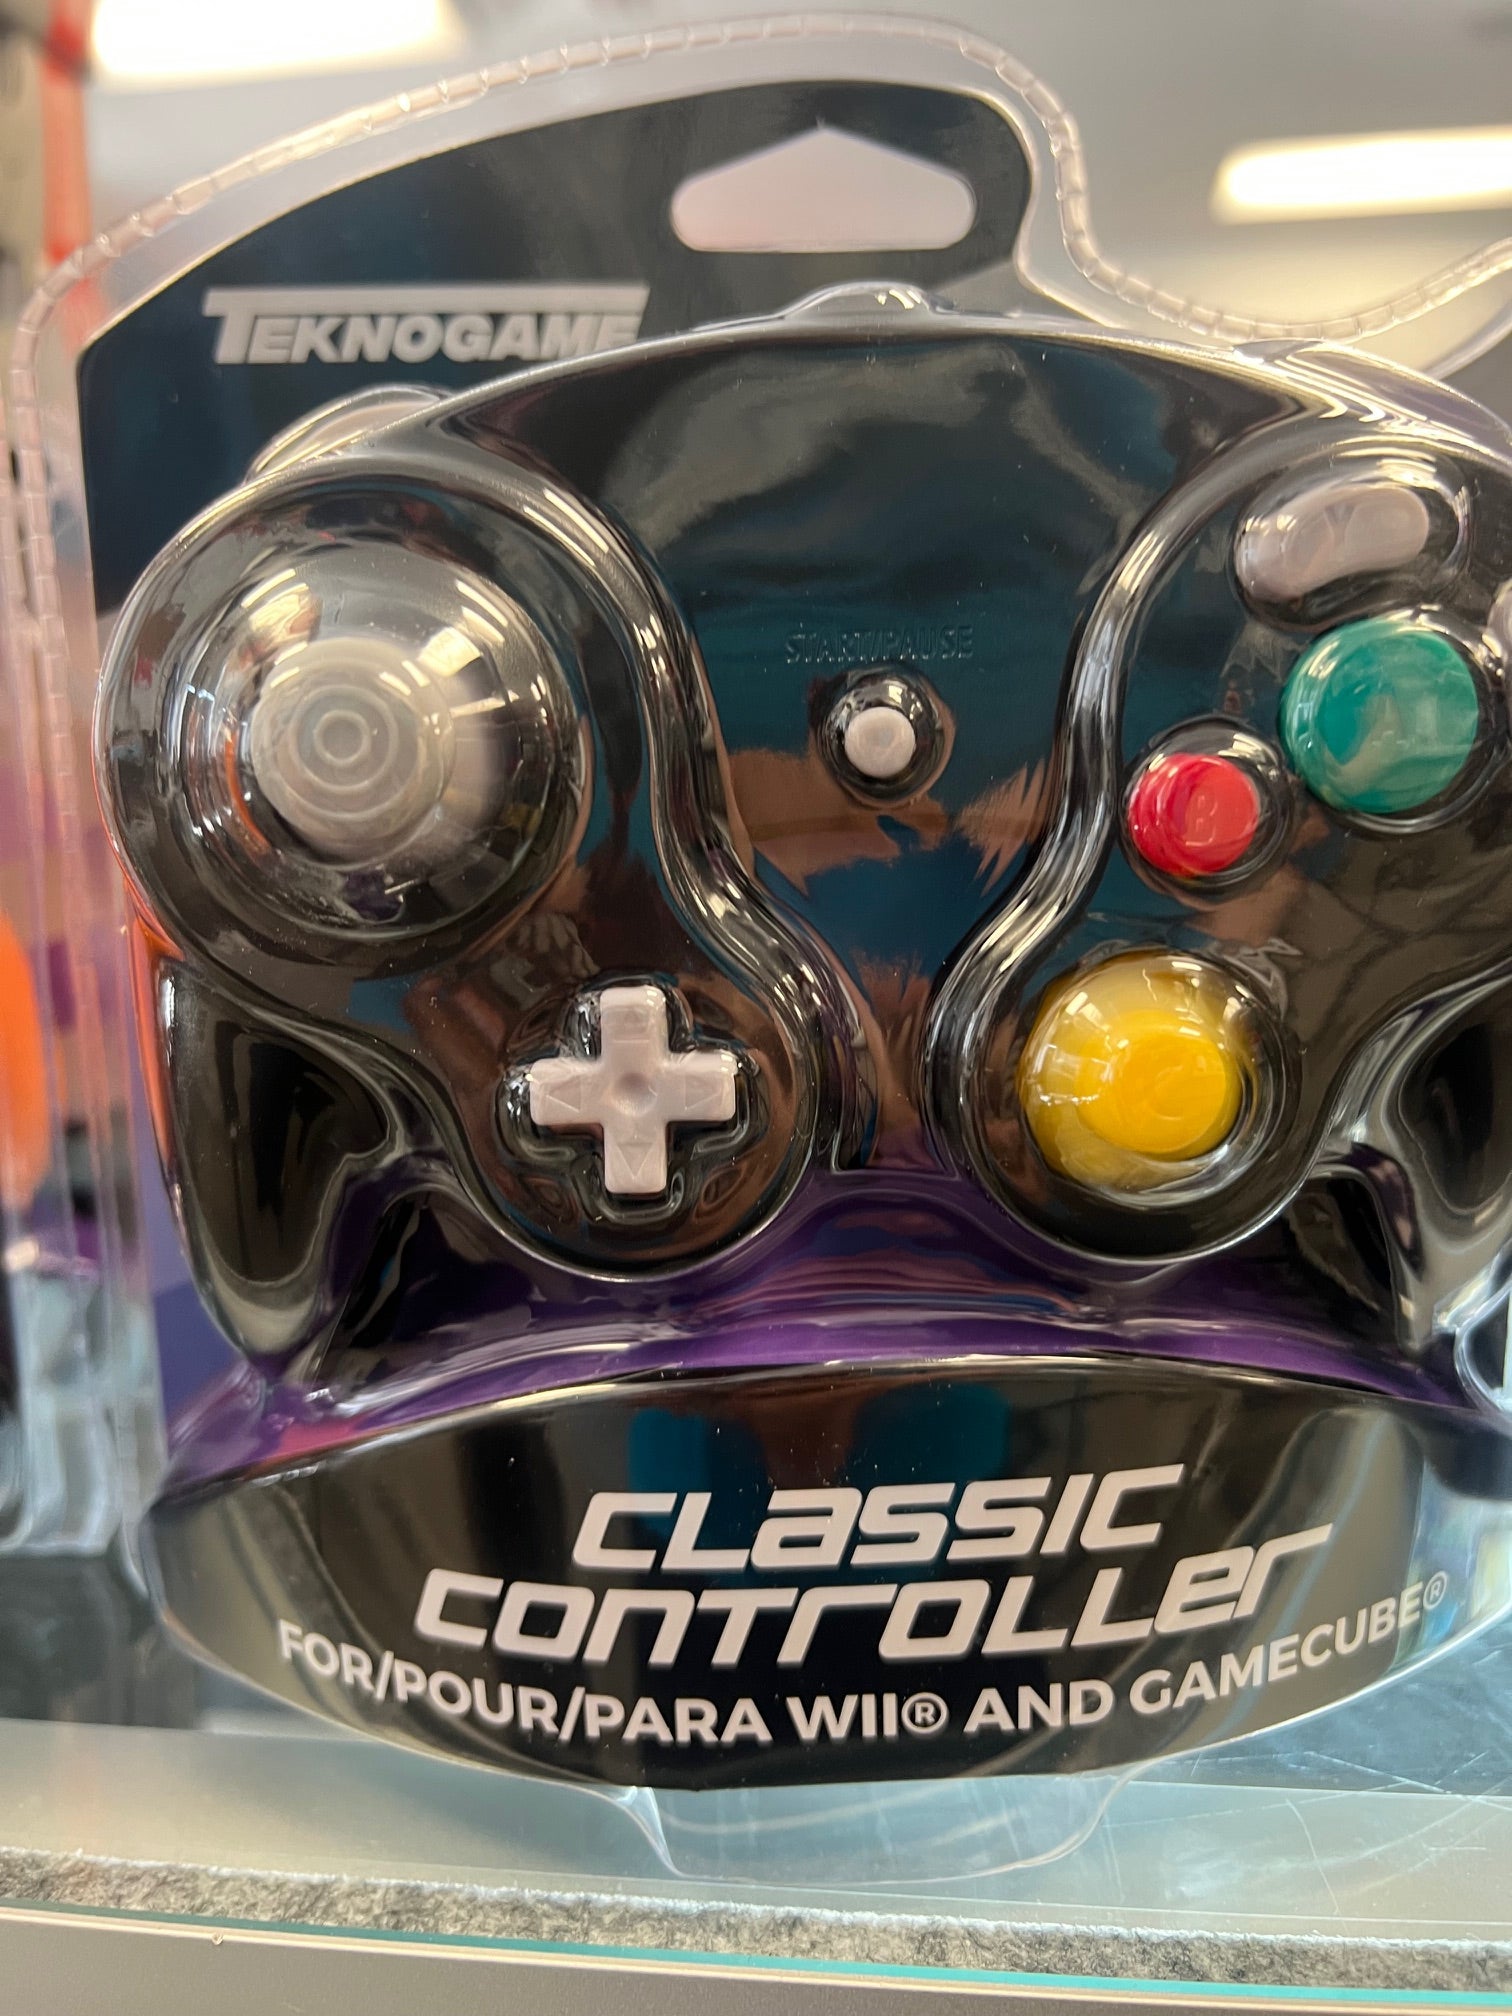 TEKNOGAME
Y
START/PAUSE
B
CLASSIC
CONTROLLER
FOR/POUR/PARA WII® AND GAMECUBE®